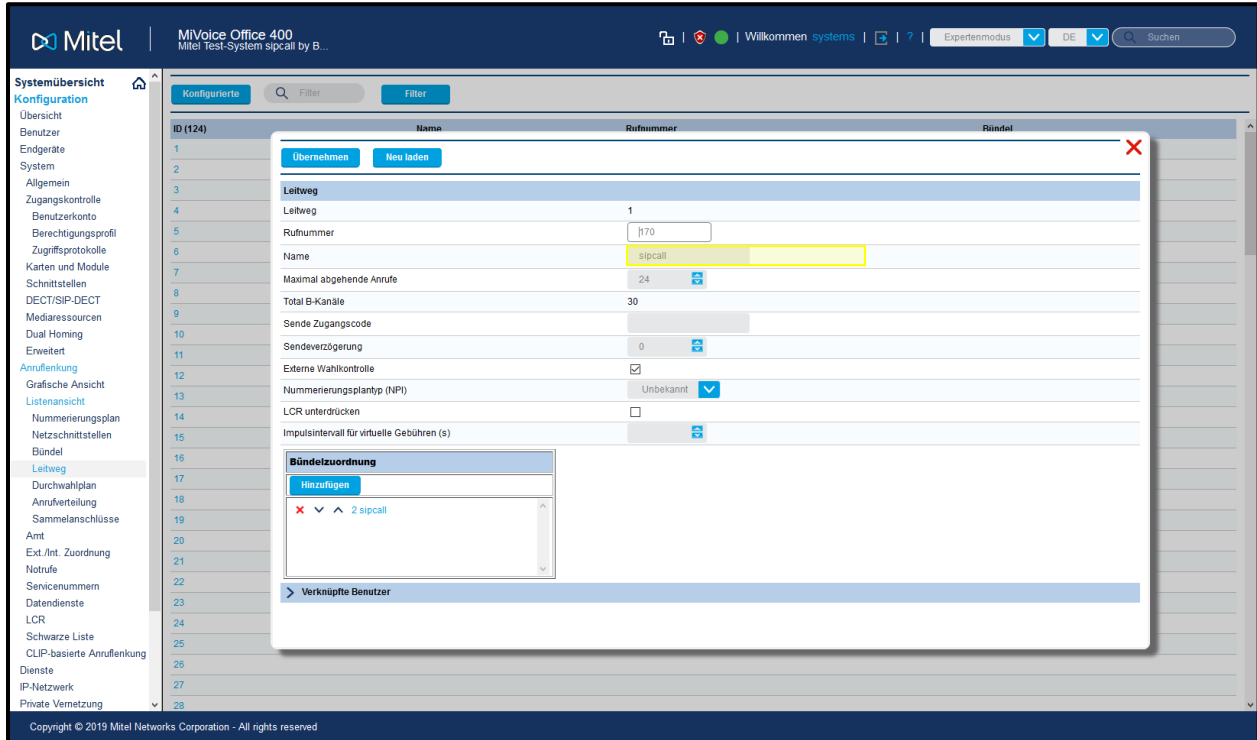 Mitel
MiVoice Office 400
Mitel Test-System sipcall by B...
Willkommen systems
?
Expertenmodus
DE
Suchen
Systemübersicht
Konfiguration
Übersicht
Benutzer
Endgeräte
System
Allgemein
Zugangskontrolle
Benutzerkonto
Berechtigungsprofil
Zugriffsprotokolle
Karten und Module
Schnittstellen
DECT/SIP-DECT
Mediaressourcen
Dual Homing
Erweitert
Anruflenkung
Grafische Ansicht
Listenansicht
Nummerierungsplan
Netzschnittstellen
Bündel
Leitweg
Durchwahlplan
Anrufverteilung
Sammelanschlüsse
Amt
Ext./Int. Zuordnung
Notrufe
Servicenummern
Datendienste
LCR
Schwarze Liste
CLIP-basierte Anruflenkung
Dienste
IP-Netzwerk
Private Vernetzung
Konfigurierte
Filter
Filter
ID (124) Name Rufnummer Bündel
1
2
3
4
5
6
7
8
9
10
11
12
13
14
15
16
17
18
19
20
21
22
23
24
25
26
27
28
Übernehmen
Neu laden
Leitweg
Leitweg 1
Rufnummer 170
Name sipcall
Maximal abgehende Anrufe 24
Total B-Kanäle 30
Sende Zugangscode
Sendeverzögerung 0
Externe Wahlkontrolle
Nummerierungsplantyp (NPI) Unbekannt
LCR unterdrücken
Impulsintervall für virtuelle Gebühren (s)
Bündelzuordnung
Hinzufügen
2 sipcall
Verknüpfte Benutzer
Copyright © 2019 Mitel Networks Corporation - All rights reserved